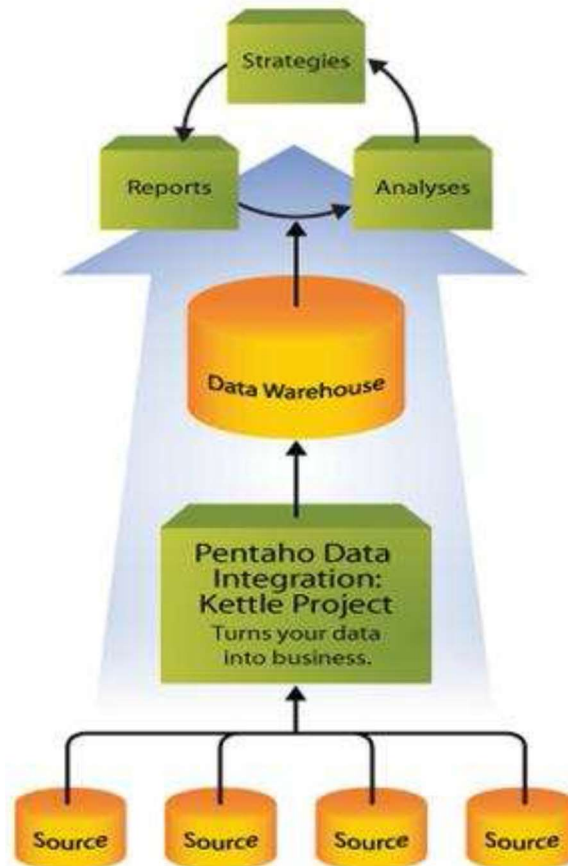 Strategies
Reports
Analyses
Data Warehouse
Pentaho Data
Integration:
Kettle Project
Turns your data
into business.
Source
Source
Source
Source